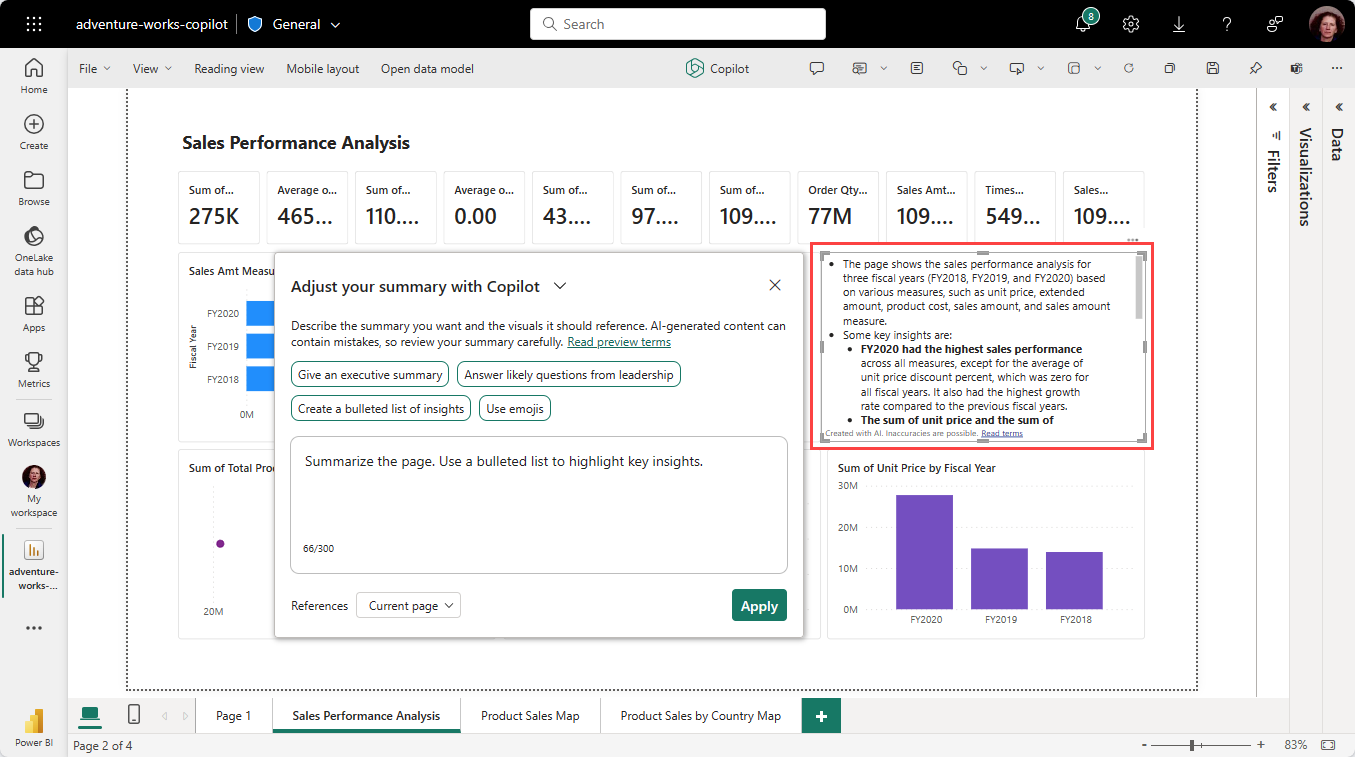 adventure-works-copilot
General
Search
8
File
View
Reading view
Mobile layout
Open data model
Copilot
Home
Create
Browse
OneLake
data hub
Apps
Metrics
Workspaces
My
workspace
adventure-
works-...
Power BI
Sales Performance Analysis
Sum of...
275K
Average o...
465...
Sum of...
110....
Average o...
0.00
Sum of...
43....
Sum of...
97....
Sum of...
109....
Order Qty...
77M
Sales Amt...
109....
Times...
549...
Sales...
109....
Sales Amt Measu
Fiscal Year
FY2020
FY2019
FY2018
0M
Sum of Total Proc
20M
Adjust your summary with Copilot
Describe the summary you want and the visuals it should reference. AI-generated content can
contain mistakes, so review your summary carefully. Read preview terms
Give an executive summary
Answer likely questions from leadership
Create a bulleted list of insights
Use emojis
Summarize the page. Use a bulleted list to highlight key insights.
66/300
References
Current page
Apply
• The page shows the sales performance analysis for
three fiscal years (FY2018, FY2019, and FY2020) based
on various measures, such as unit price, extended
amount, product cost, sales amount, and sales amount
measure.
• Some key insights are:
• FY2020 had the highest sales performance
across all measures, except for the average of
unit price discount percent, which was zero for
all fiscal years. It also had the highest growth
rate compared to the previous fiscal years.
• The sum of unit price and the sum of
Created with AI. Inaccuracies are possible. Read terms
Sum of Unit Price by Fiscal Year
30M
20M
10M
0M
FY2020
FY2019
FY2018
Filters
Visualizations
Data
Page 1
Sales Performance Analysis
Product Sales Map
Product Sales by Country Map
+
Page 2 of 4
-
+
83%